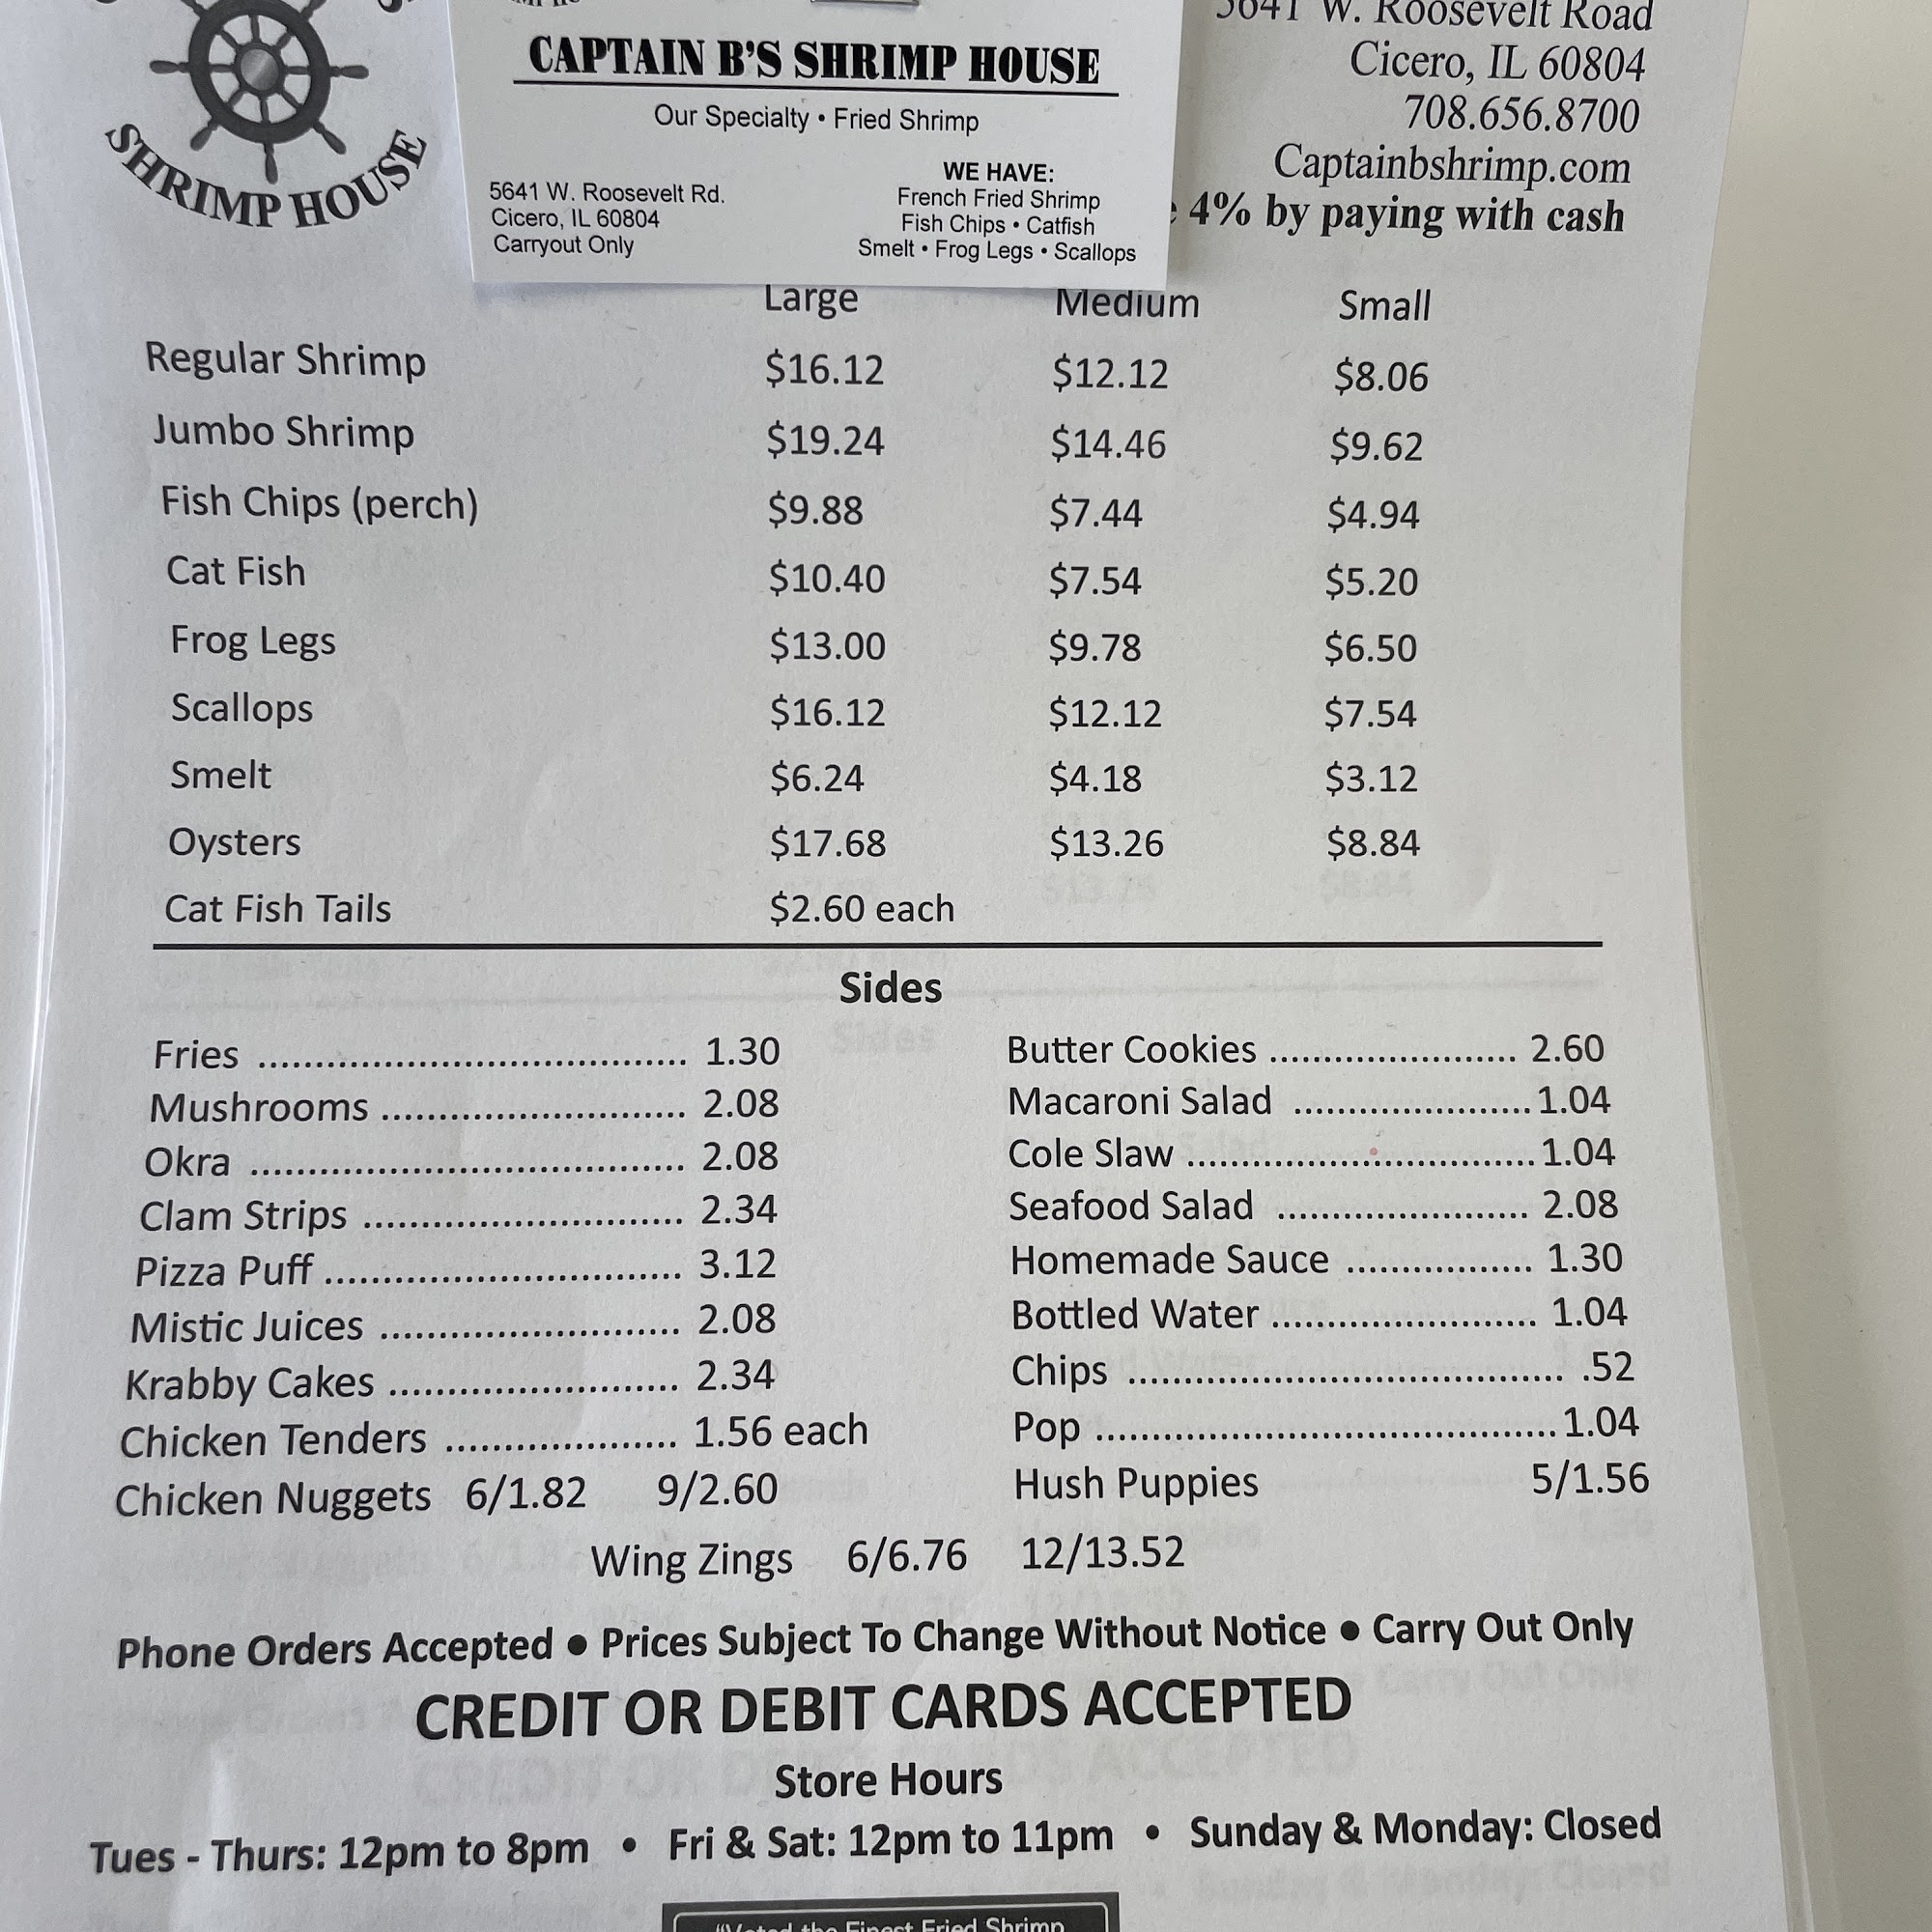 SHRIMP HOUSE
CAPTAIN B'S SHRIMP HOUSE
Our Specialty • Fried Shrimp
5641 W. Roosevelt Rd.
Cicero, IL 60804
Carryout Only
WE HAVE:
French Fried Shrimp
Fish Chips • Catfish
Smelt • Frog Legs • Scallops
5641 W. Roosevelt Road
Cicero, IL 60804
708.656.8700
Captainbshrimp.com
4% by paying with cash
Large Medium Small
Regular Shrimp $16.12 $12.12 $8.06
Jumbo Shrimp $19.24 $14.46 $9.62
Fish Chips (perch) $9.88 $7.44 $4.94
Cat Fish $10.40 $7.54 $5.20
Frog Legs $13.00 $9.78 $6.50
Scallops $16.12 $12.12 $7.54
Smelt $6.24 $4.18 $3.12
Oysters $17.68 $13.26 $8.84
Cat Fish Tails $2.60 each
Sides
Fries ..................................... 1.30
Mushrooms .......................... 2.08
Okra ...................................... 2.08
Clam Strips ............................ 2.34
Pizza Puff ............................... 3.12
Mistic Juices .......................... 2.08
Krabby Cakes ......................... 2.34
Chicken Tenders .................... 1.56 each
Chicken Nuggets 6/1.82 9/2.60
Butter Cookies ....................... 2.60
Macaroni Salad ......................1.04
Cole Slaw ................................1.04
Seafood Salad ....................... 2.08
Homemade Sauce ................. 1.30
Bottled Water ........................ 1.04
Chips ........................................ .52
Pop ..........................................1.04
Hush Puppies 5/1.56
Wing Zings 6/6.76 12/13.52
Phone Orders Accepted • Prices Subject To Change Without Notice • Carry Out Only
CREDIT OR DEBIT CARDS ACCEPTED
Store Hours
Tues - Thurs: 12pm to 8pm • Fri & Sat: 12pm to 11pm • Sunday & Monday: Closed
"Voted the Finest Fried Shrimp